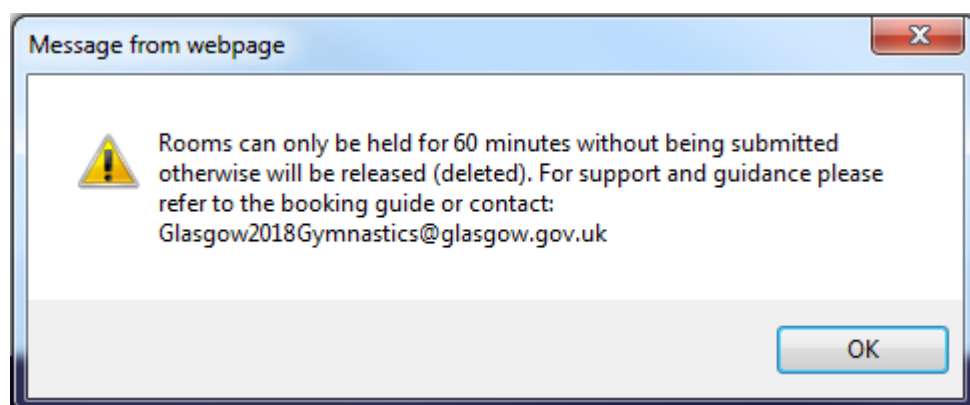 Message from webpage
Rooms can only be held for 60 minutes without being submitted
otherwise will be released (deleted). For support and guidance please
refer to the booking guide or contact:
Glasgow2018Gymnastics@glasgow.gov.uk
OK